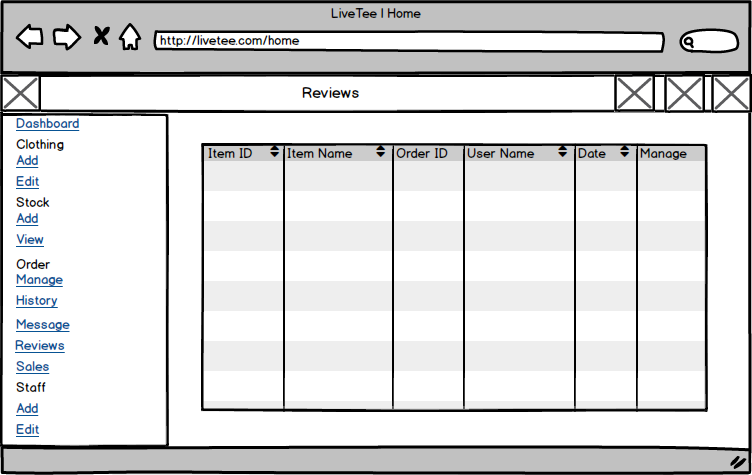 LiveTee | Home
http://livetee.com/home
Reviews
Dashboard
Clothing
Add
Edit
Stock
Add
View
Order
Manage
History
Message
Reviews
Sales
Staff
Add
Edit
Item ID Item Name Order ID User Name Date Manage